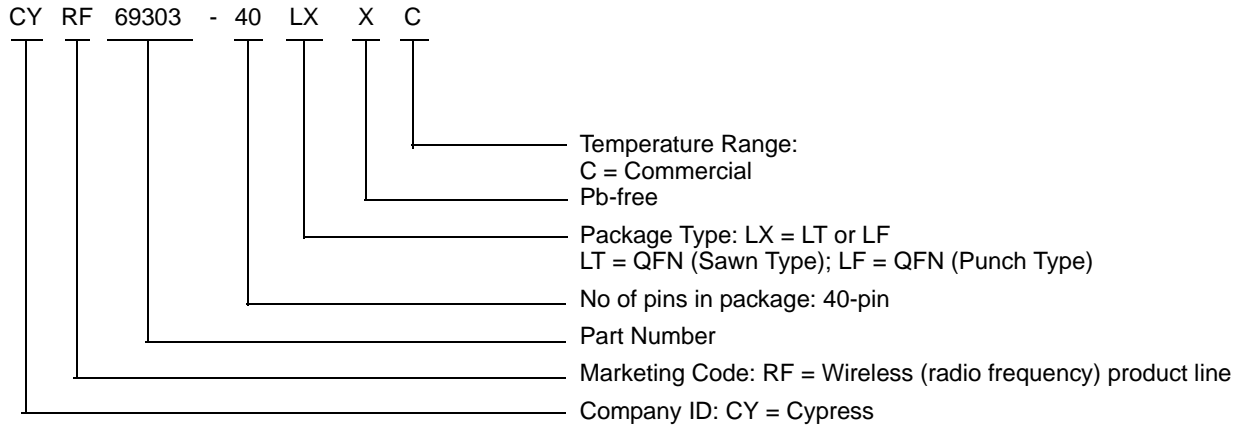 CY RF 69303 - 40 LX X C
Temperature Range:
C = Commercial
Pb-free
Package Type: LX = LT or LF
LT = QFN (Sawn Type); LF = QFN (Punch Type)
No of pins in package: 40-pin
Part Number
Marketing Code: RF = Wireless (radio frequency) product line
Company ID: CY = Cypress